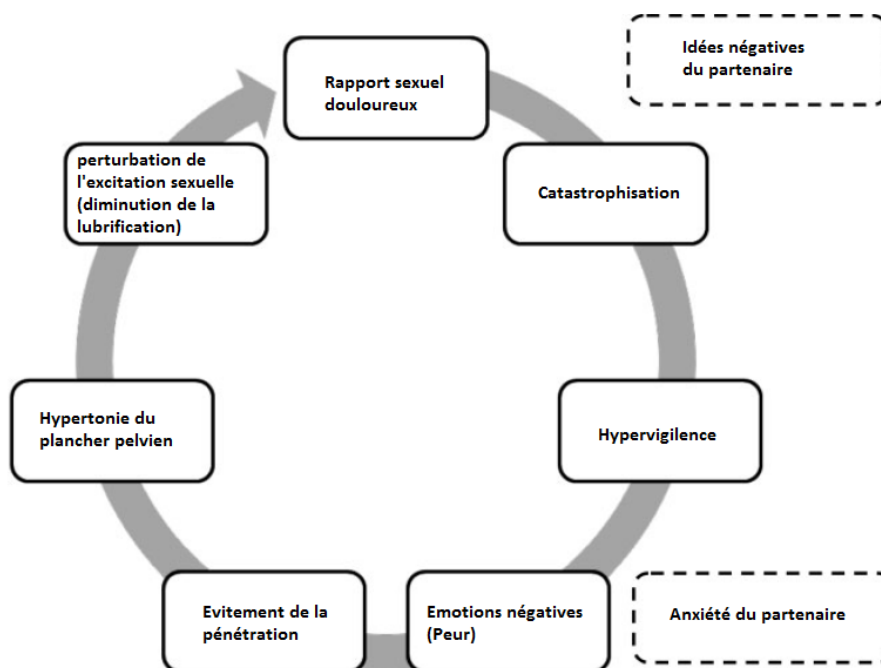 Rapport sexuel
douloureux
Idées négatives
du partenaire
Catastrophisation
Hypervigilence
Anxiété du partenaire
Emotions négatives
(Peur)
Evitement de la
pénétration
Hypertonie du
plancher pelvien
perturbation de
l'excitation sexuelle
(diminution de la
lubrification)